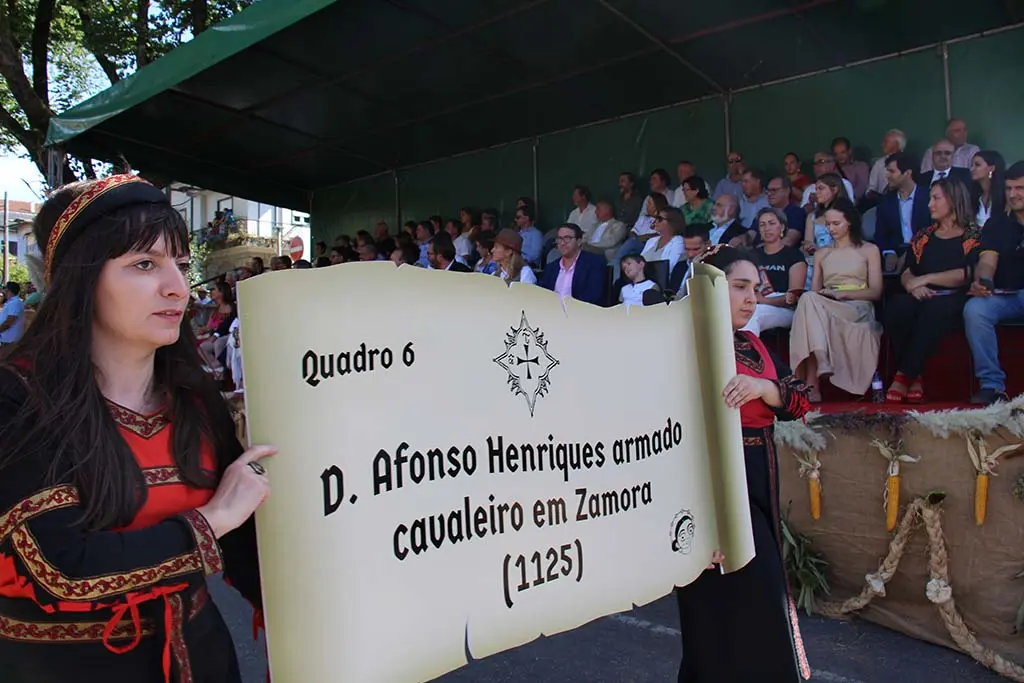 Quadro 6
D. Afonso Henriques armado
cavaleiro em Zamora
(1125)